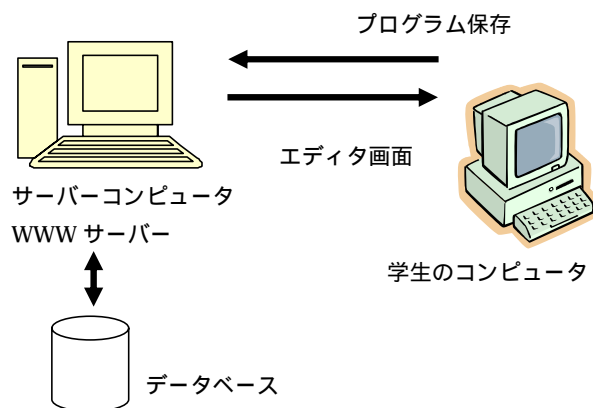 プログラム保存
エディタ画面
サーバーコンピュータ
WWW サーバー
学生のコンピュータ
データベース